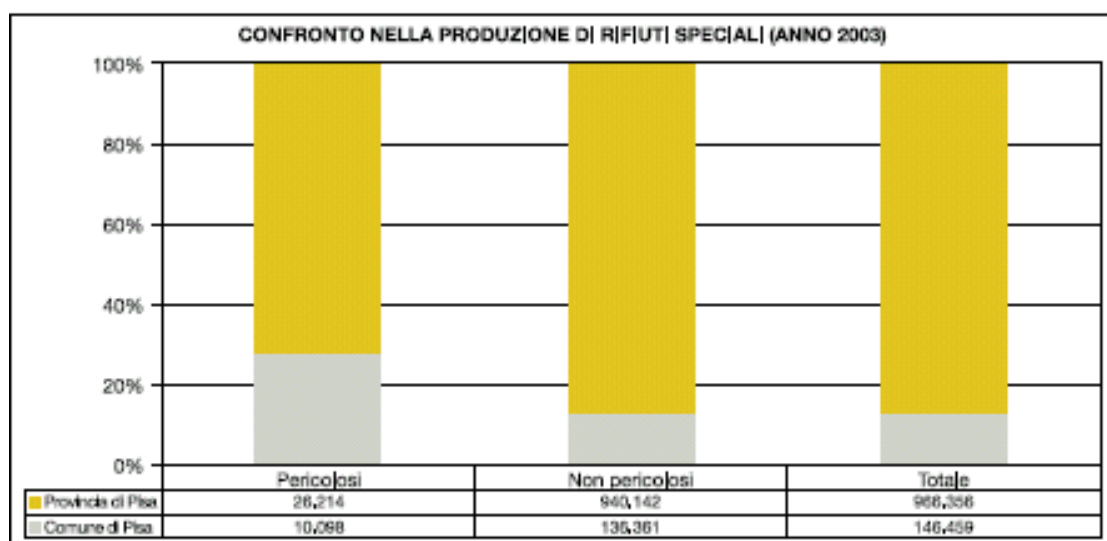 CONFRONTO NELLA PRODUZIONE DI RIFIUTI SPECIALI (ANNO 2003)
100%
80%
60%
40%
20%
0%
Pericolosi Non pericolosi Totale
Provincia di Pisa 26.214 940.142 966.356
Comune di Pisa 10.098 136.361 146.459